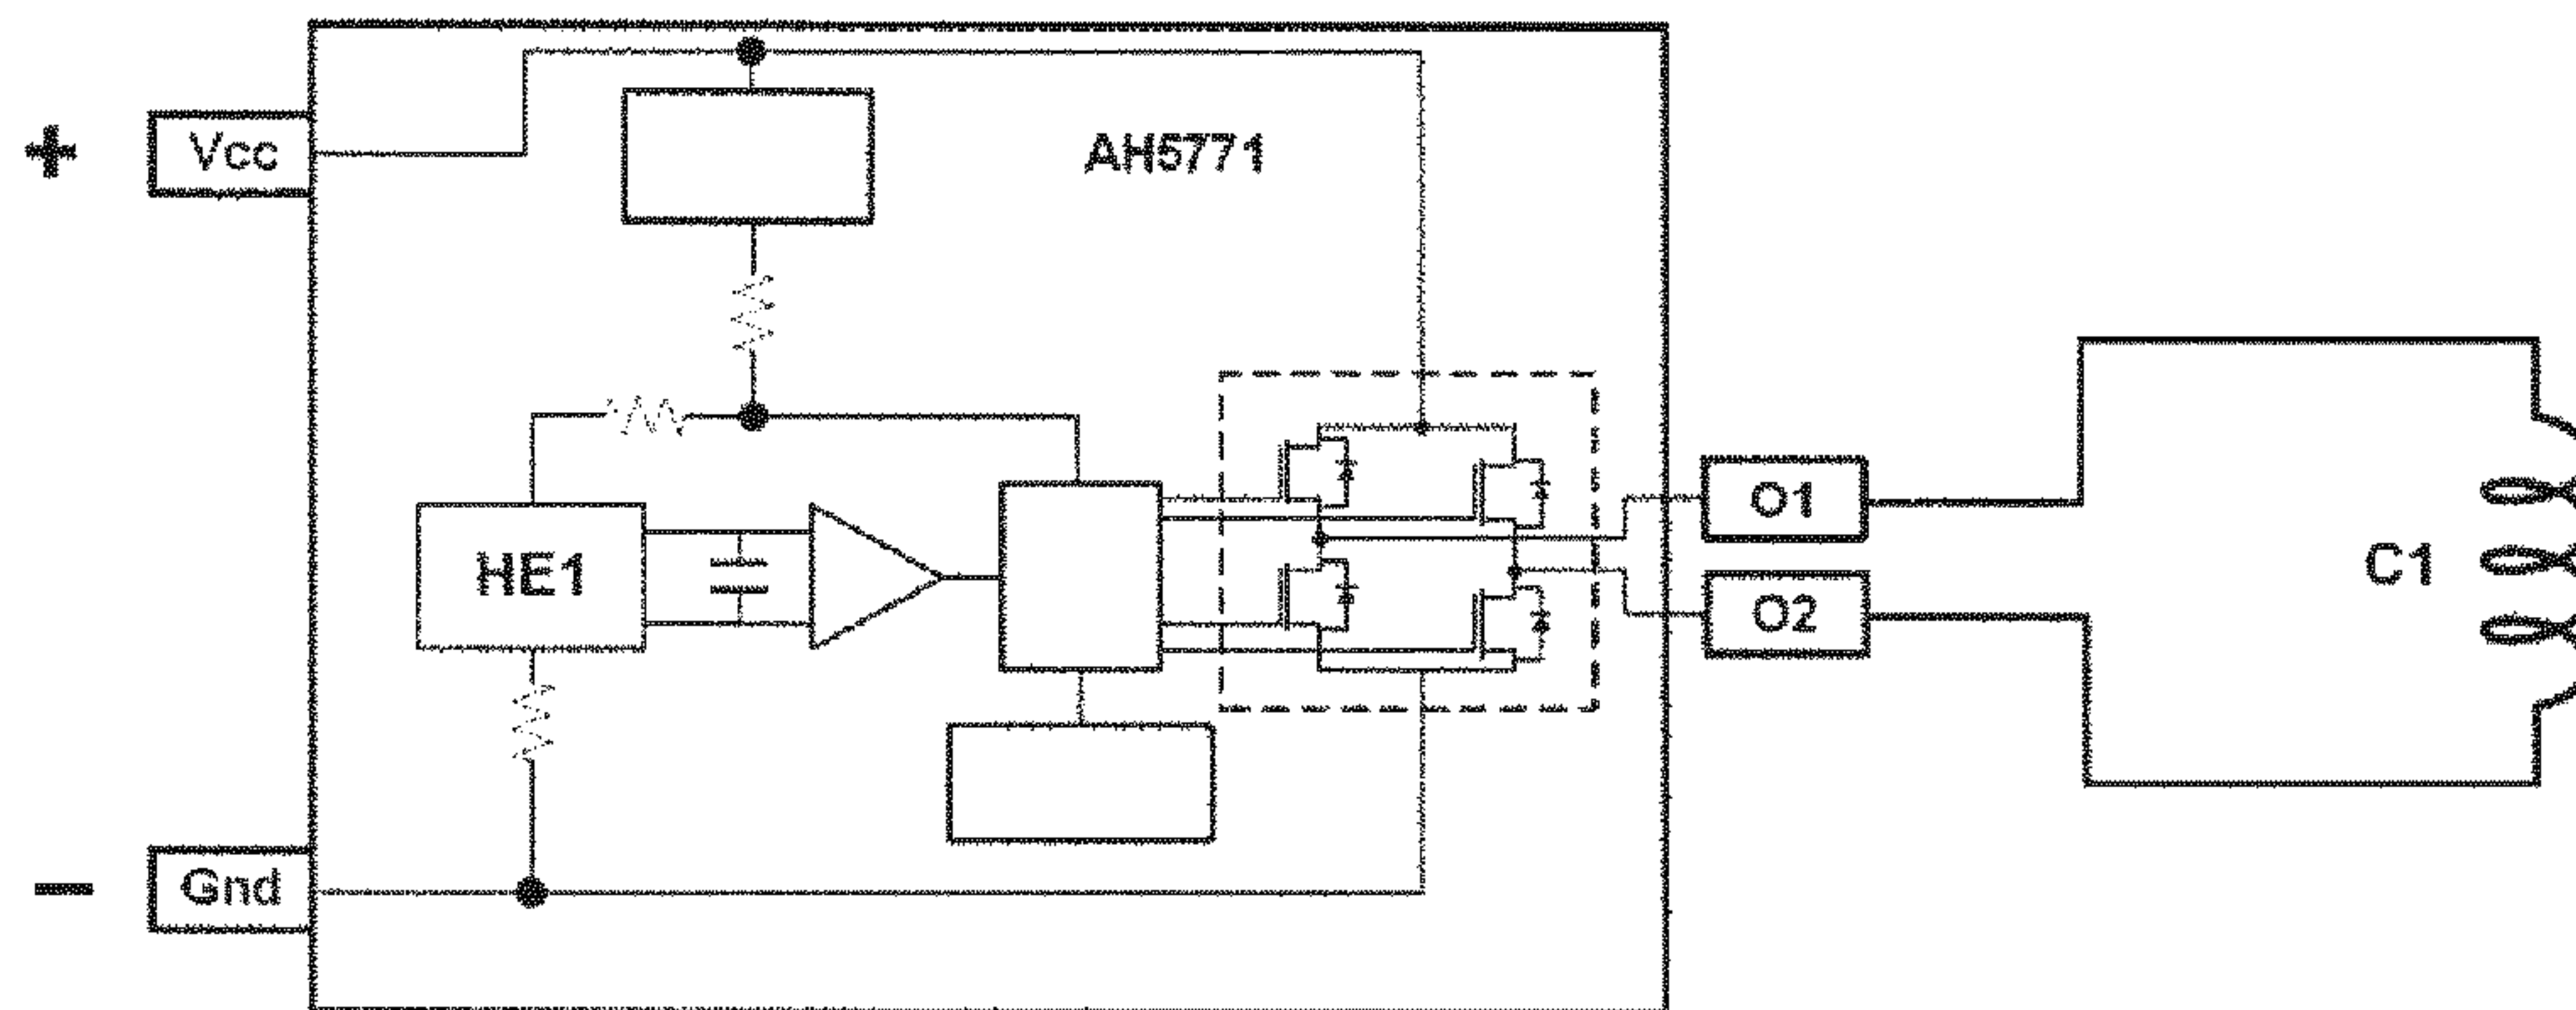 + Vcc
AH5771
HE1
O1
O2
C1
− Gnd